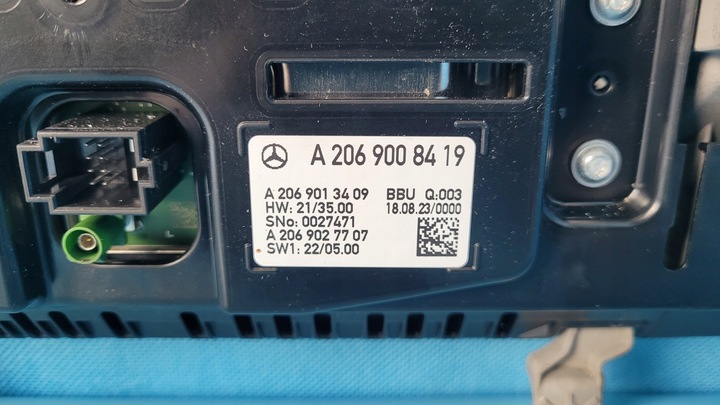 A 206 900 84 19
A 206 901 34 09 BBU Q:003
HW: 21/35.00 18.08.23/0000
SNo: 0027471
A 206 902 77 07
SW1: 22/05.00